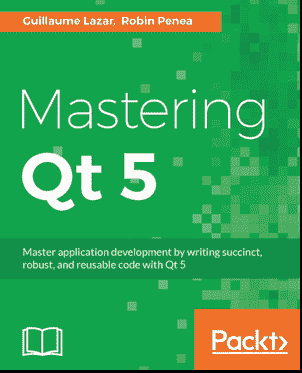 Guillaume Lazar, Robin Penea
Mastering
Qt 5
Master application development by writing succinct,
robust, and reusable code with Qt 5
Packt>